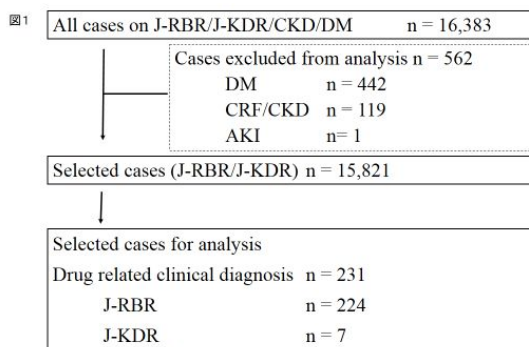 図1
All cases on J-RBR/J-KDR/CKD/DM n = 16,383
Cases excluded from analysis n = 562
DM n = 442
CRF/CKD n = 119
AKI n= 1
Selected cases (J-RBR/J-KDR) n = 15,821
Selected cases for analysis
Drug related clinical diagnosis n = 231
J-RBR n = 224
J-KDR n = 7